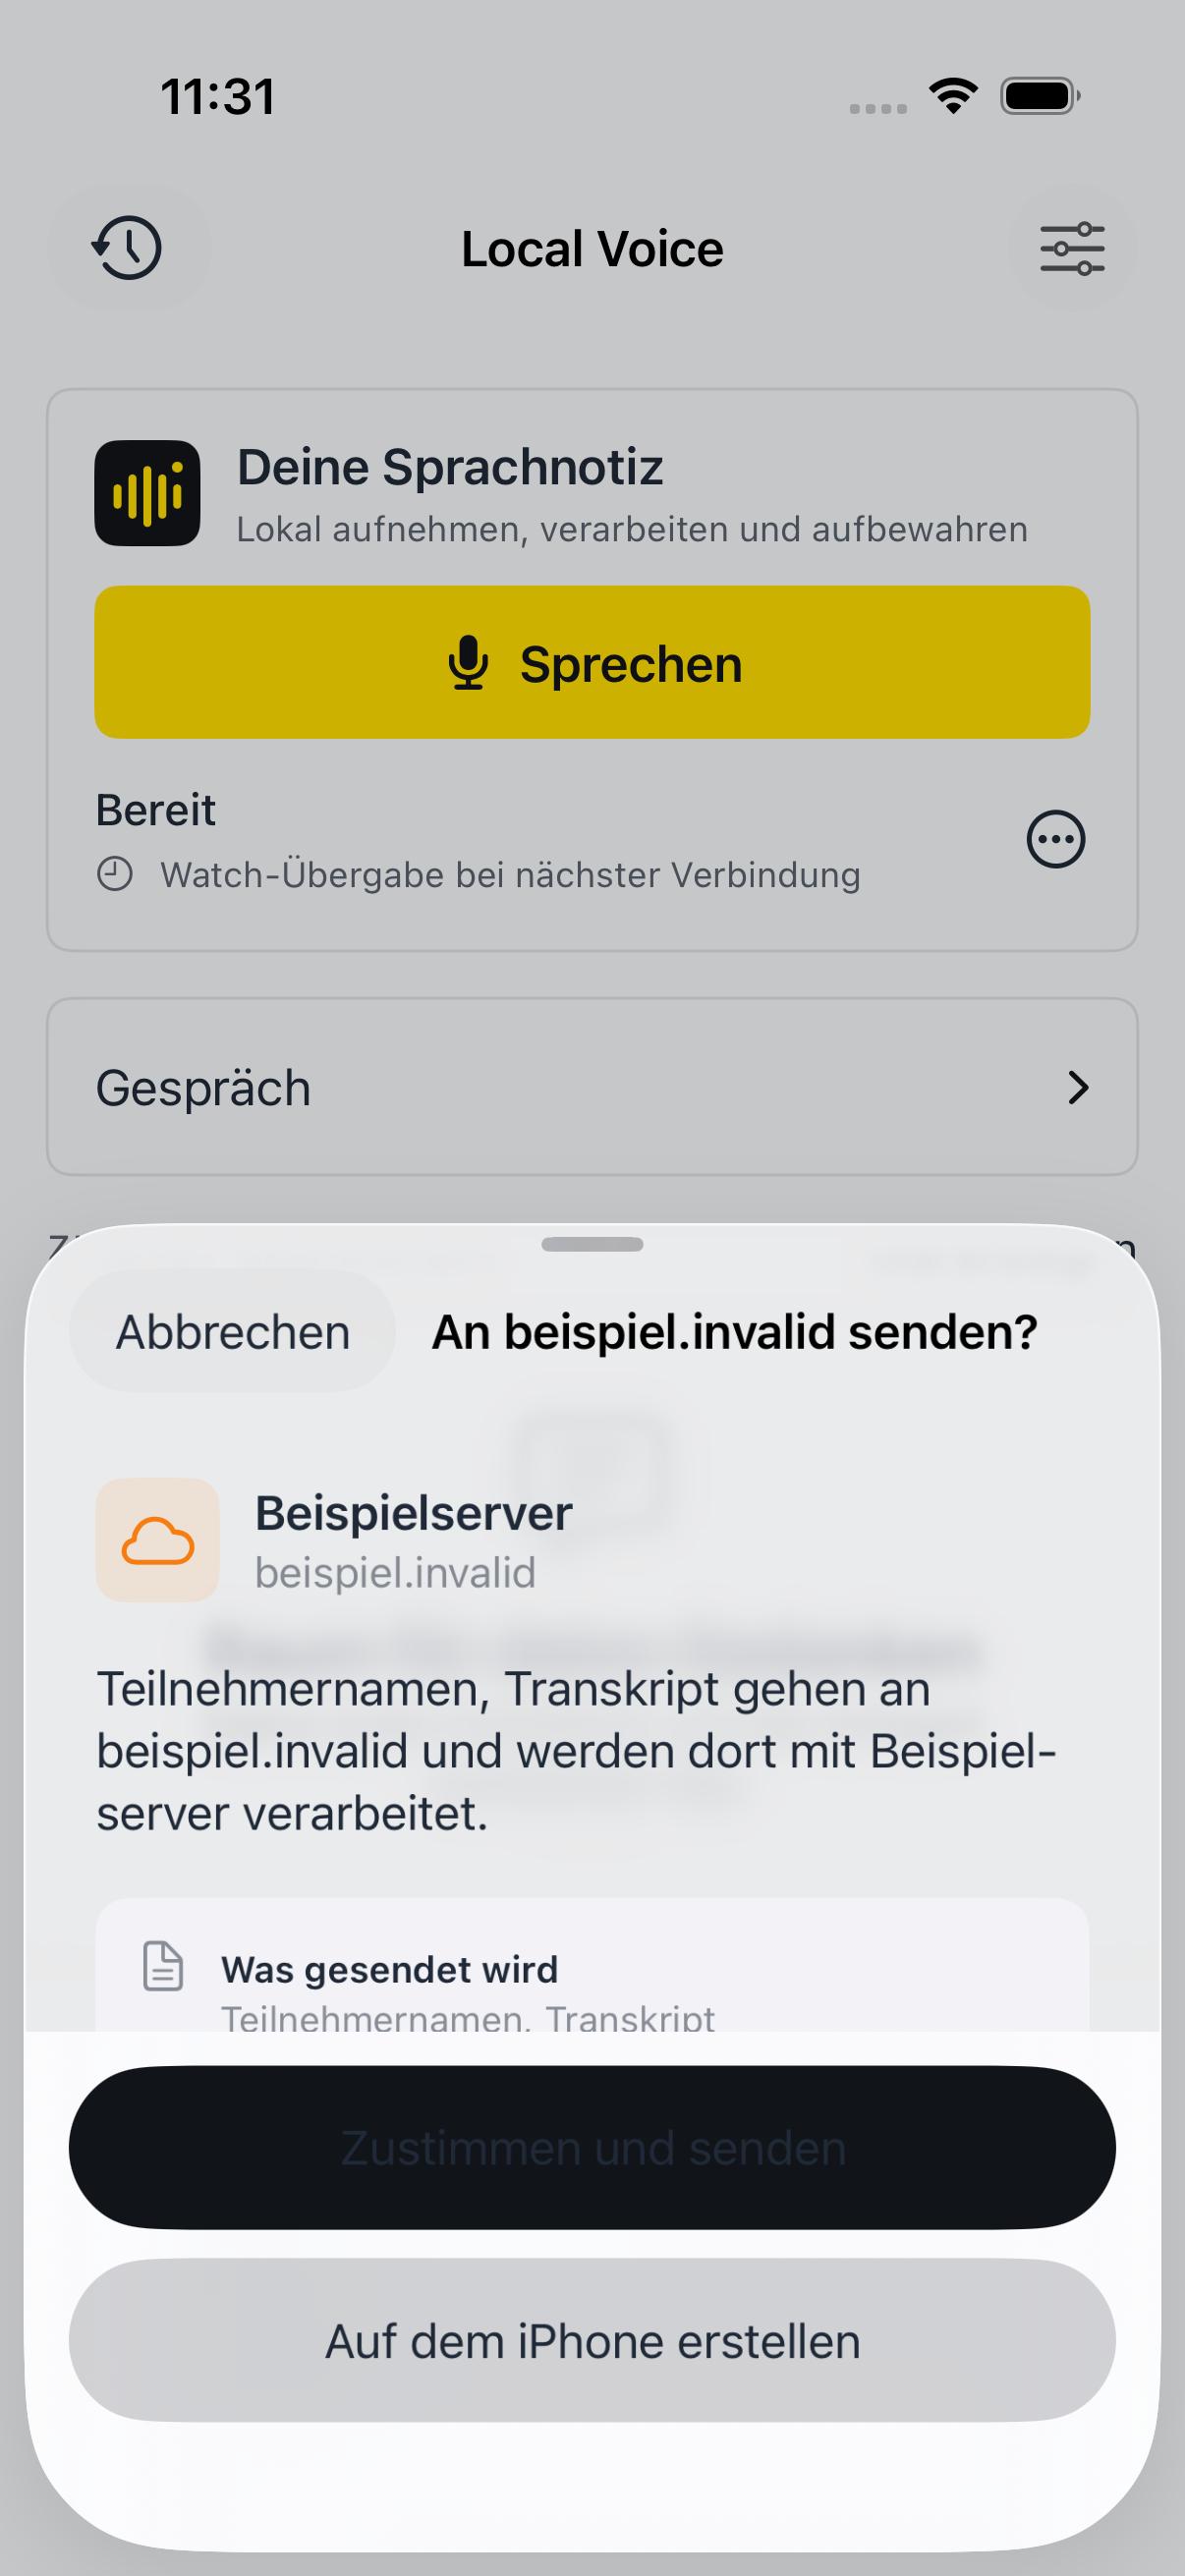 11:31
Local Voice
Deine Sprachnotiz
Lokal aufnehmen, verarbeiten und aufbewahren
Sprechen
Bereit
Watch-Übergabe bei nächster Verbindung
Gespräch
Abbrechen
An beispiel.invalid senden?
Beispielserver
beispiel.invalid
Teilnehmernamen, Transkript gehen an
beispiel.invalid und werden dort mit Beispiel-
server verarbeitet.
Was gesendet wird
Teilnehmernamen, Transkript
Zustimmen und senden
Auf dem iPhone erstellen